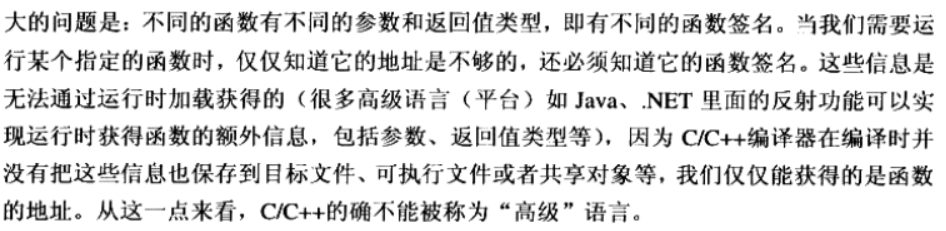 大的问题是：不同的函数有不同的参数和返回值类型，即有不同的函数签名。当我们需要运
行某个指定的函数时，仅仅知道它的地址是不够的，还必须知道它的函数签名。这些信息是
无法通过运行时加载获得的（很多高级语言（平台）如 Java、.NET 里面的反射功能可以实
现运行时获得函数的额外信息，包括参数、返回值类型等），因为 C/C++编译器在编译时并
没有把这些信息也保存到目标文件、可执行文件或者共享对象等，我们仅仅能获得的是函数
的地址。从这一点来看，C/C++的确不能被称为“高级”语言。